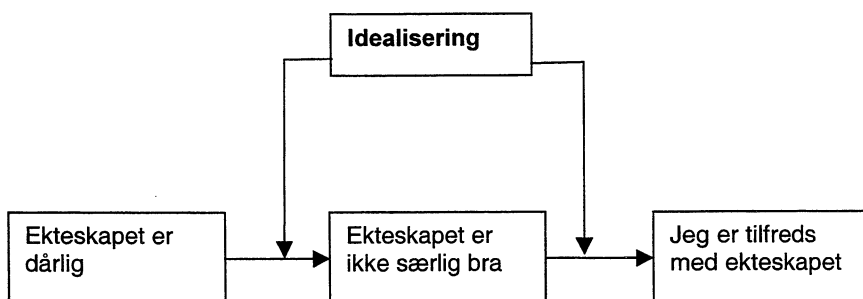 Idealisering
Ekteskapet er
dårlig
Ekteskapet er
ikke særlig bra
Jeg er tilfreds
med ekteskapet